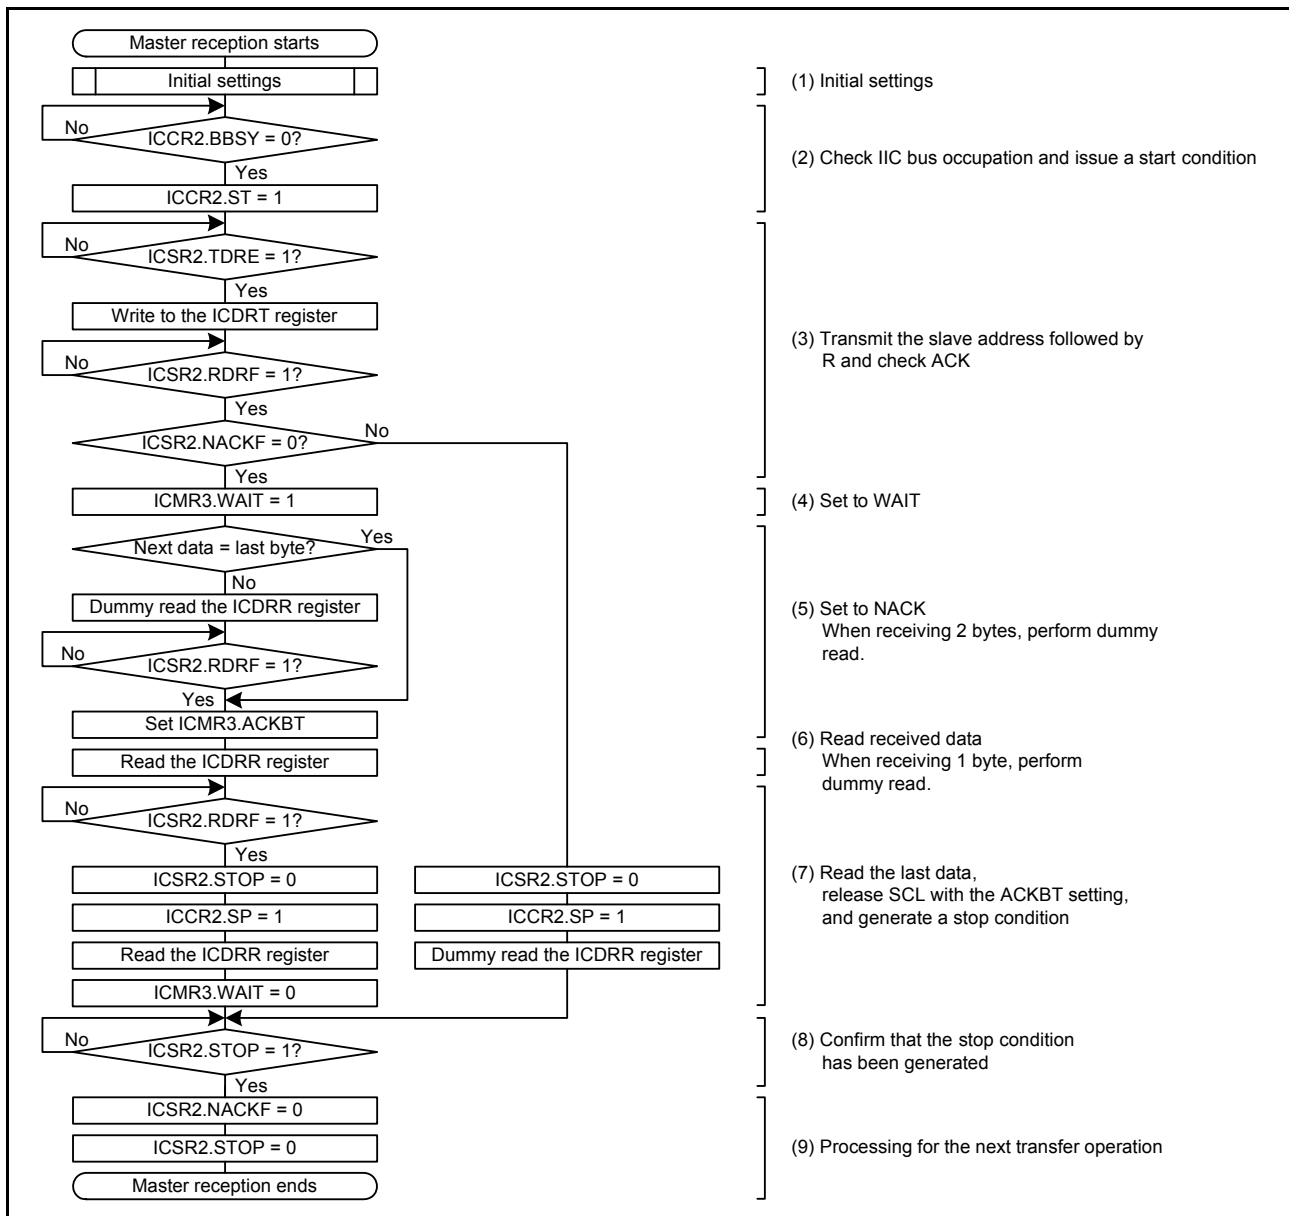 Master reception starts
Initial settings
(1) Initial settings
No
ICCR2.BBSY = 0?
Yes
(2) Check IIC bus occupation and issue a start condition
ICCR2.ST = 1
No
ICSR2.TDRE = 1?
Yes
Write to the ICDRT register
(3) Transmit the slave address followed by
R and check ACK
No
ICSR2.RDRF = 1?
Yes
ICSR2.NACKF = 0?
No
Yes
ICMR3.WAIT = 1
(4) Set to WAIT
Next data = last byte?
Yes
No
Dummy read the ICDRR register
(5) Set to NACK
When receiving 2 bytes, perform dummy
read.
No
ICSR2.RDRF = 1?
Yes
Set ICMR3.ACKBT
(6) Read received data
When receiving 1 byte, perform
dummy read.
Read the ICDRR register
No
ICSR2.RDRF = 1?
Yes
ICSR2.STOP = 0
ICSR2.STOP = 0
(7) Read the last data,
release SCL with the ACKBT setting,
and generate a stop condition
ICCR2.SP = 1
ICCR2.SP = 1
Read the ICDRR register
Dummy read the ICDRR register
ICMR3.WAIT = 0
No
ICSR2.STOP = 1?
Yes
(8) Confirm that the stop condition
has been generated
ICSR2.NACKF = 0
ICSR2.STOP = 0
(9) Processing for the next transfer operation
Master reception ends